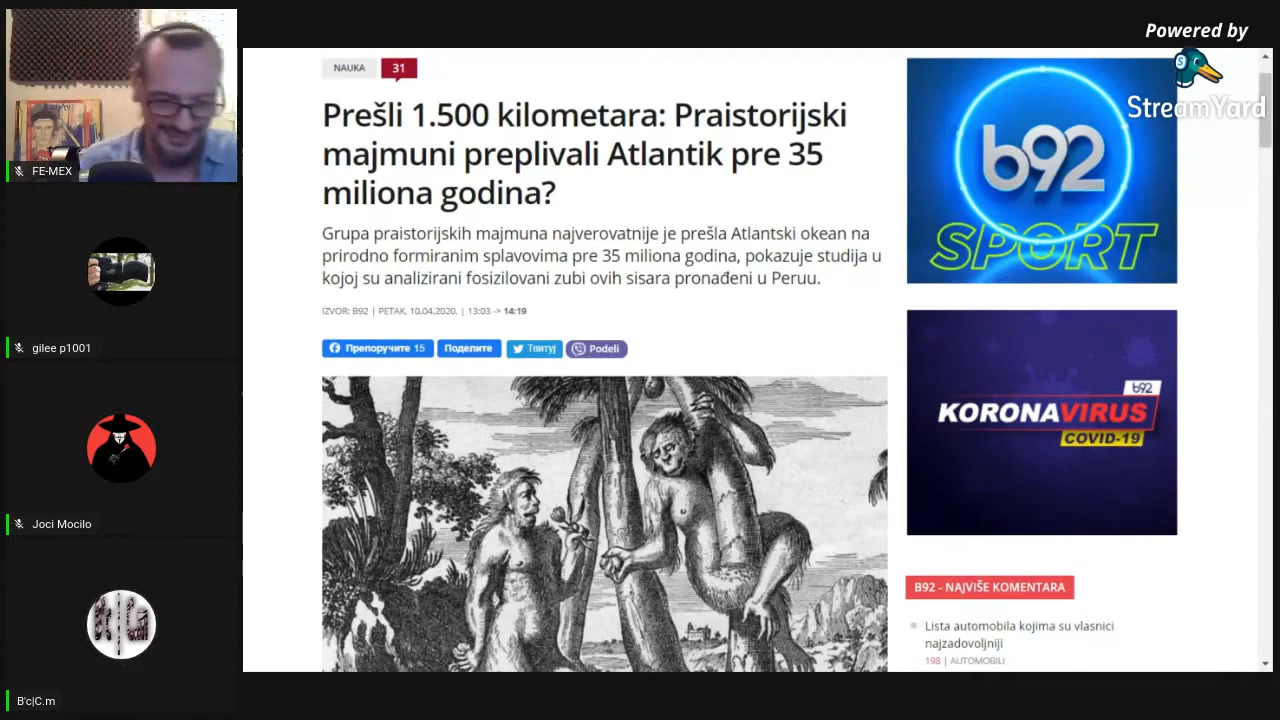 Powered by
StreamYard
FE-MEX
gilee p1001
Joci Mocilo
B'c|C.m
NAUKA
31
Prešli 1.500 kilometara: Praistorijski
majmuni preplivali Atlantik pre 35
miliona godina?
Grupa praistorijskih majmuna najverovatnije je prešla Atlantski okean na
prirodno formiranim splavovima pre 35 miliona godina, pokazuje studija u
kojoj su analizirani fosizilovani zubi ovih sisara pronađeni u Peruu.
IZVOR: B92 | PETAK, 10.04.2020. | 13:03 -> 14:19
Препоручите 15
Поделите
Твитуј
Podeli
b92
SPORT
b92
KORONAVIRUS
COVID-19
B92 - NAJVIŠE KOMENTARA
Lista automobila kojima su vlasnici
najzadovoljniji
198 | AUTOMOBILI